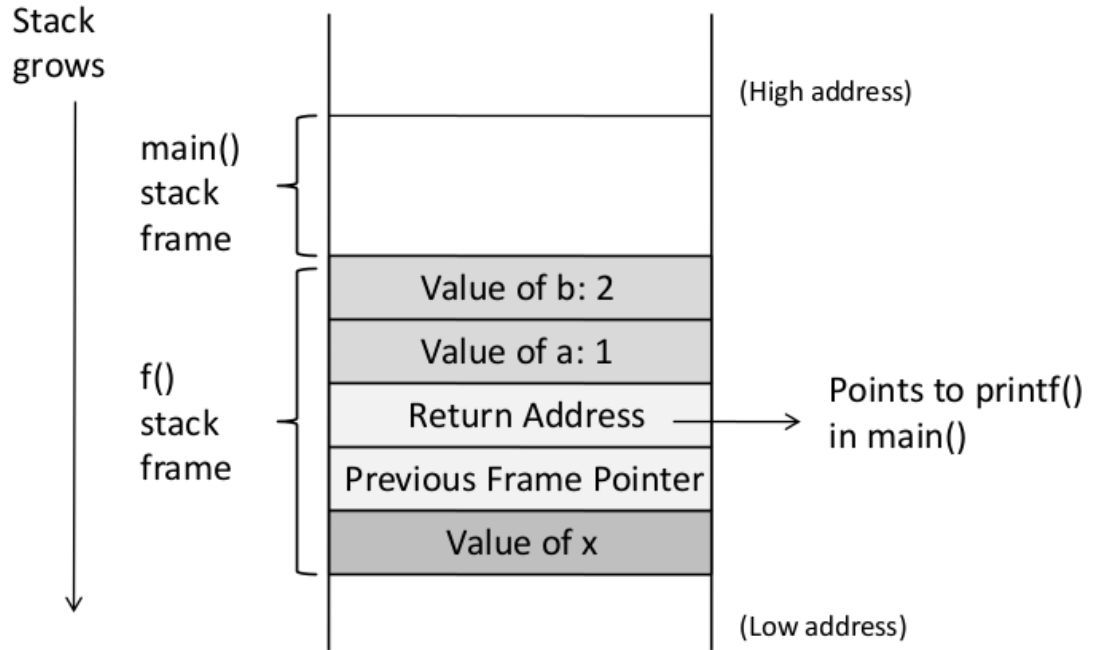 Stack
grows
(High address)
main()
stack
frame
Value of b: 2
Value of a: 1
f()
stack
frame
Return Address
Points to printf()
in main()
Previous Frame Pointer
Value of x
(Low address)